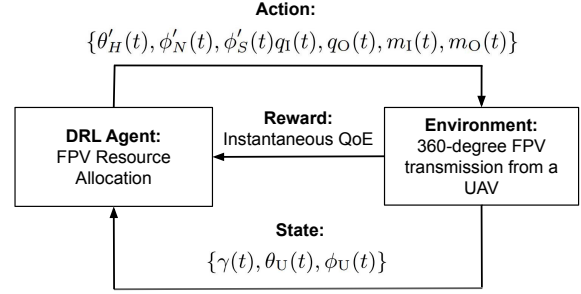 Action:
{θ′_H(t), ϕ′_N(t), ϕ′_S(t)q_I(t), q_O(t), m_I(t), m_O(t)}
DRL Agent:
FPV Resource
Allocation
Reward:
Instantaneous QoE
Environment:
360-degree FPV
transmission from a
UAV
State:
{γ(t), θ_U(t), ϕ_U(t)}